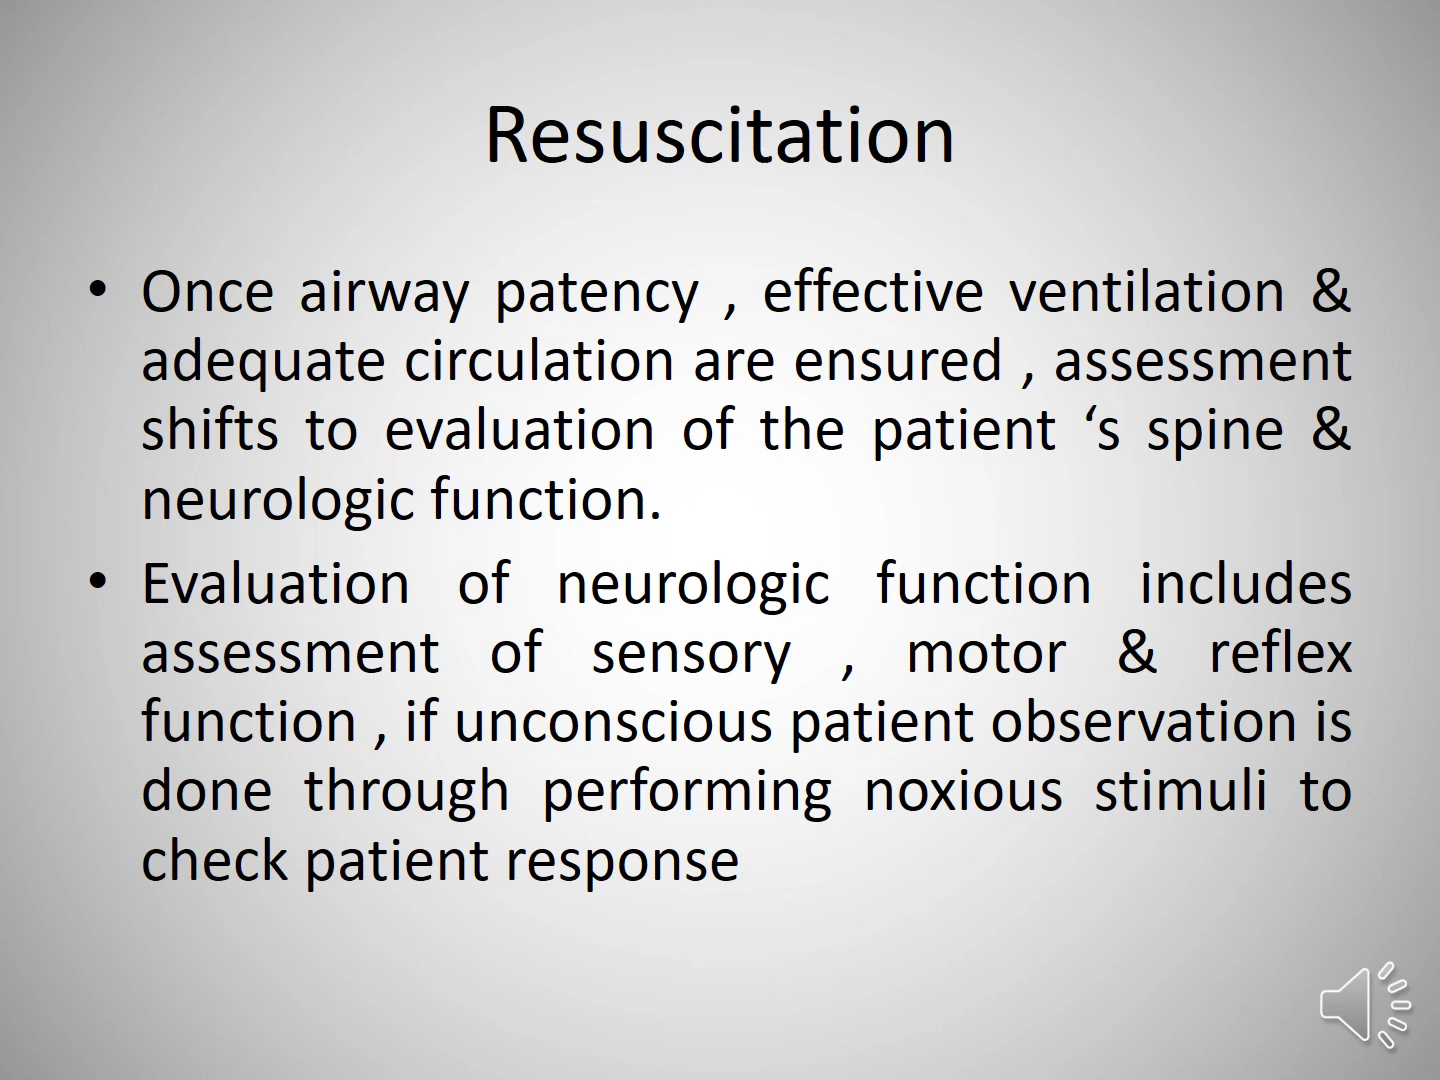 Resuscitation
• Once airway patency , effective ventilation &
adequate circulation are ensured , assessment
shifts to evaluation of the patient ‘s spine &
neurologic function.
• Evaluation of neurologic function includes
assessment of sensory , motor & reflex
function , if unconscious patient observation is
done through performing noxious stimuli to
check patient response